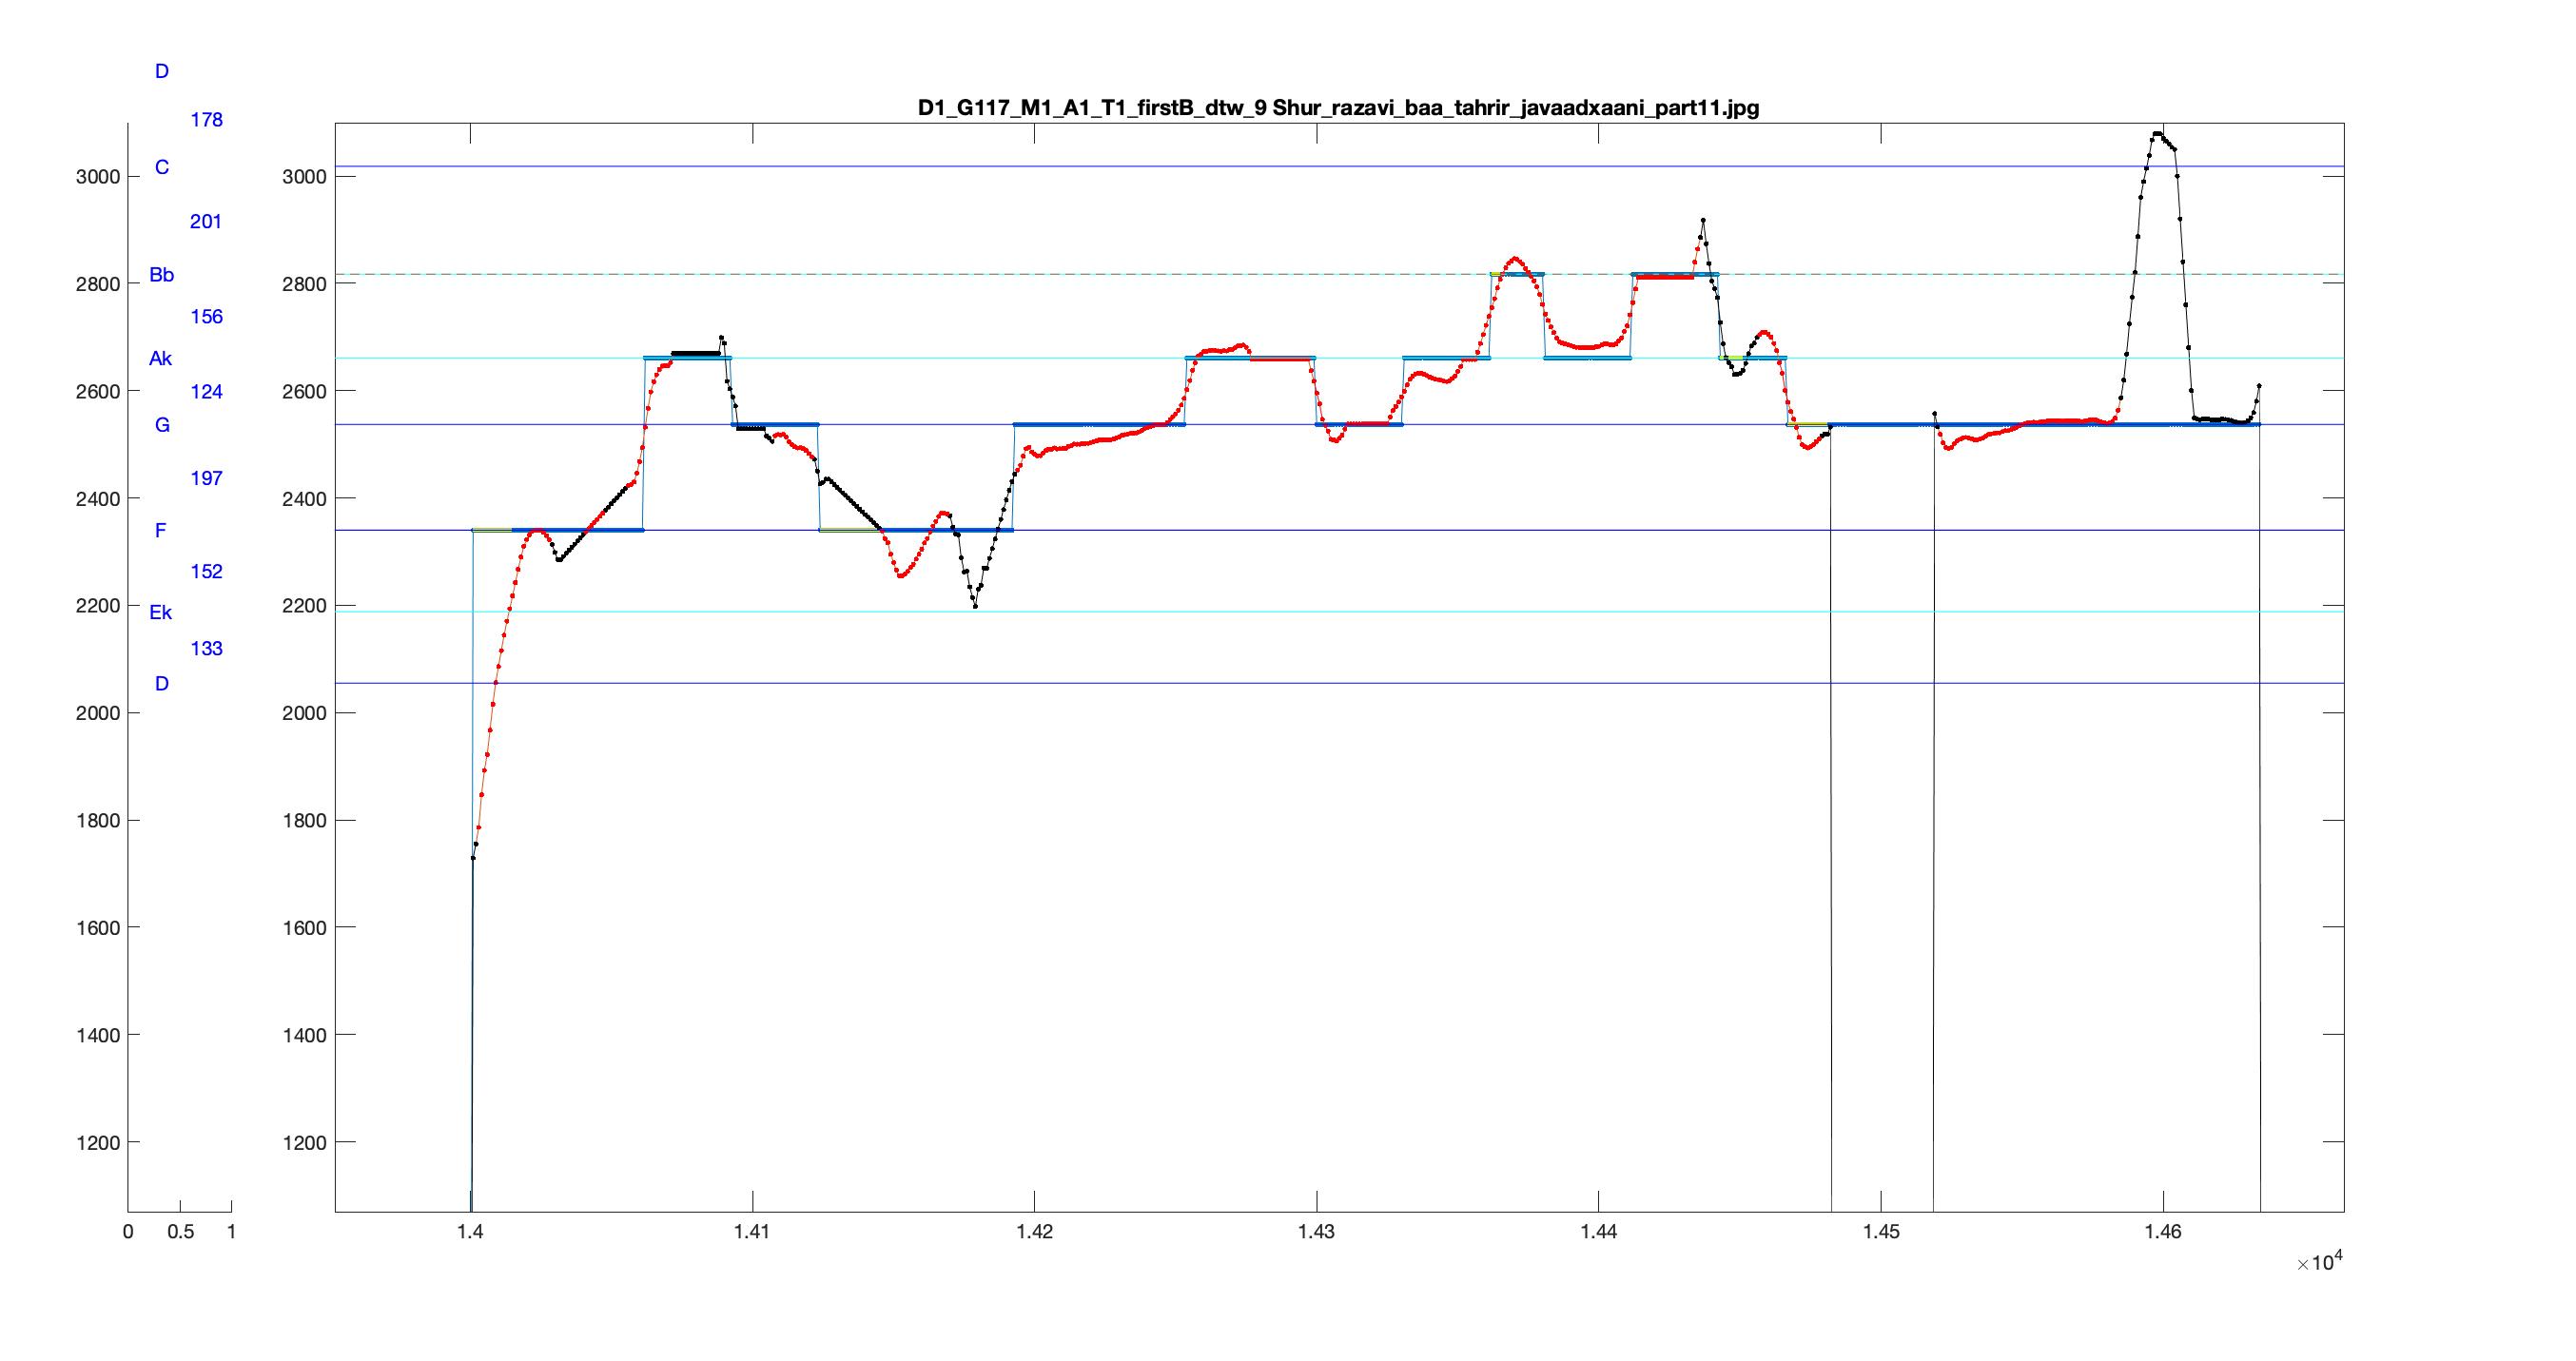 D
D1_G117_M1_A1_T1_firstB_dtw_9 Shur_razavi_baa_tahrir_javaadxaani_part11.jpg
178
C
3000 3000
201
Bb
2800 2800
156
Ak
124
2600 2600
G
197
2400 2400
F
152
2200 2200
Ek
133
D
2000 2000
1800 1800
1600 1600
1400 1400
1200 1200
0 0.5 1 1.4 1.41 1.42 1.43 1.44 1.45 1.46
×10⁴